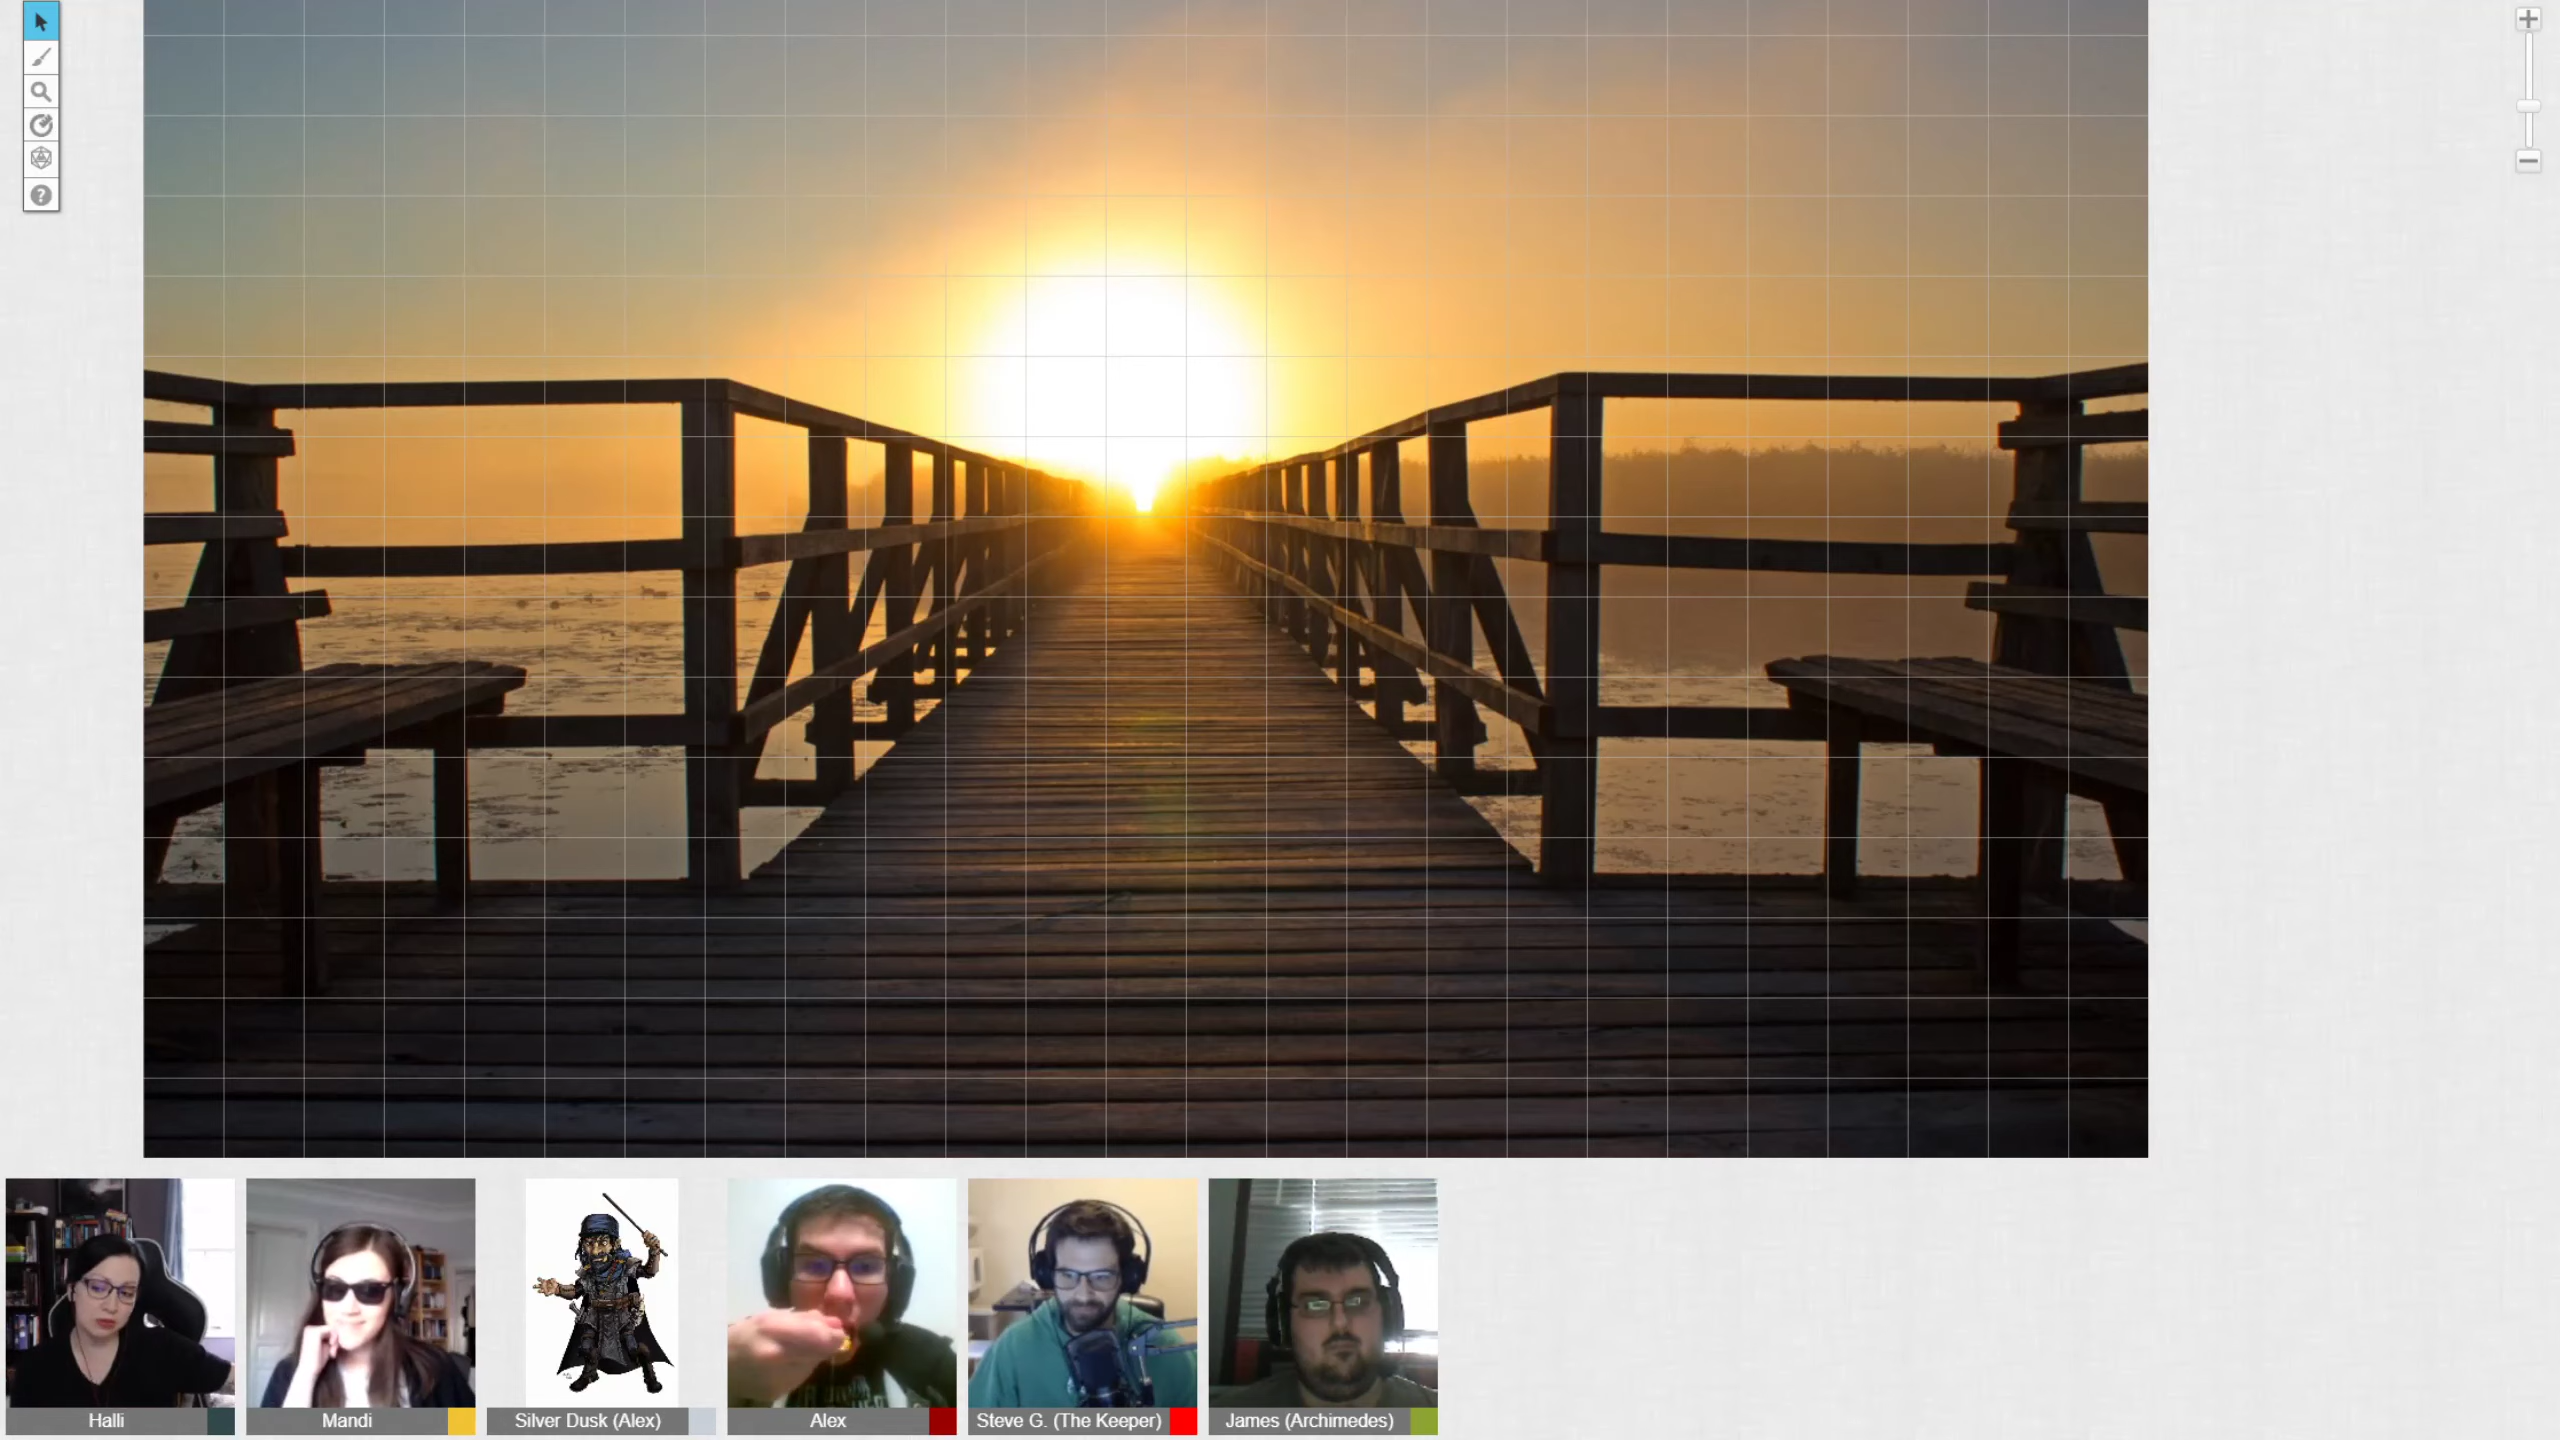 Halli
Mandi
Silver Dusk (Alex)
Alex
Steve G. (The Keeper)
James (Archimedes)